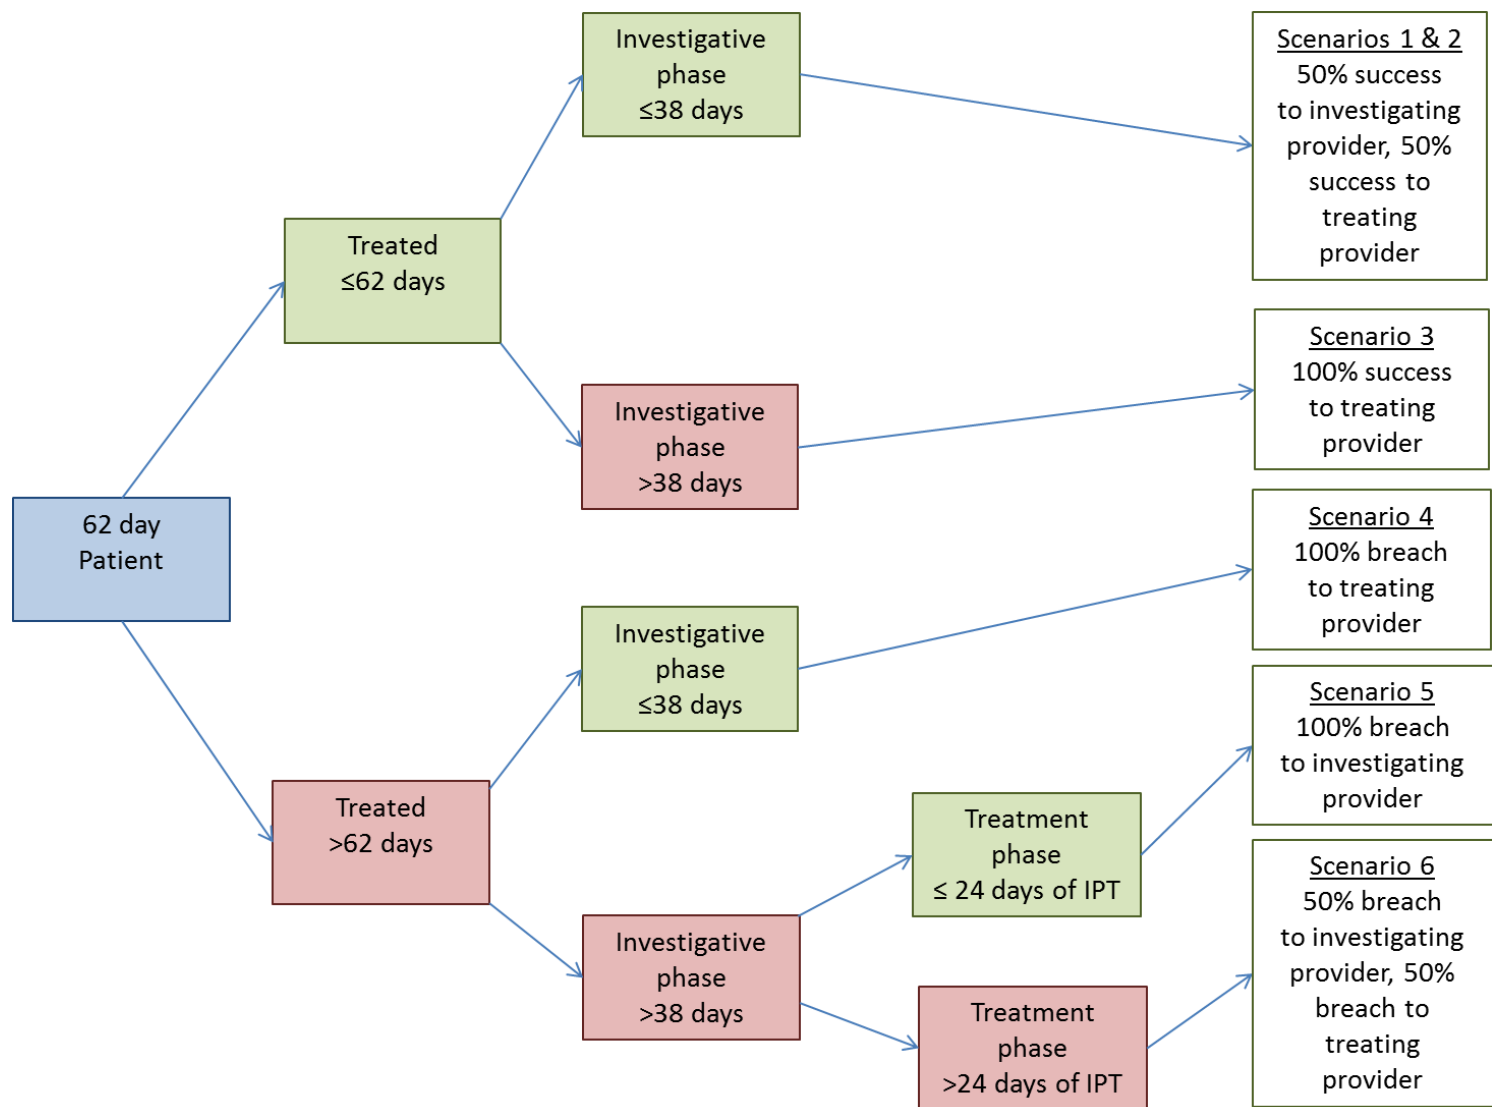 62 day
Patient
Treated
≤62 days
Treated
>62 days
Investigative
phase
≤38 days
Investigative
phase
>38 days
Investigative
phase
≤38 days
Investigative
phase
>38 days
Treatment
phase
≤ 24 days of IPT
Treatment
phase
>24 days of IPT
Scenarios 1 & 2
50% success
to investigating
provider, 50%
success to
treating
provider
Scenario 3
100% success
to treating
provider
Scenario 4
100% breach
to treating
provider
Scenario 5
100% breach
to investigating
provider
Scenario 6
50% breach
to investigating
provider, 50%
breach to
treating
provider